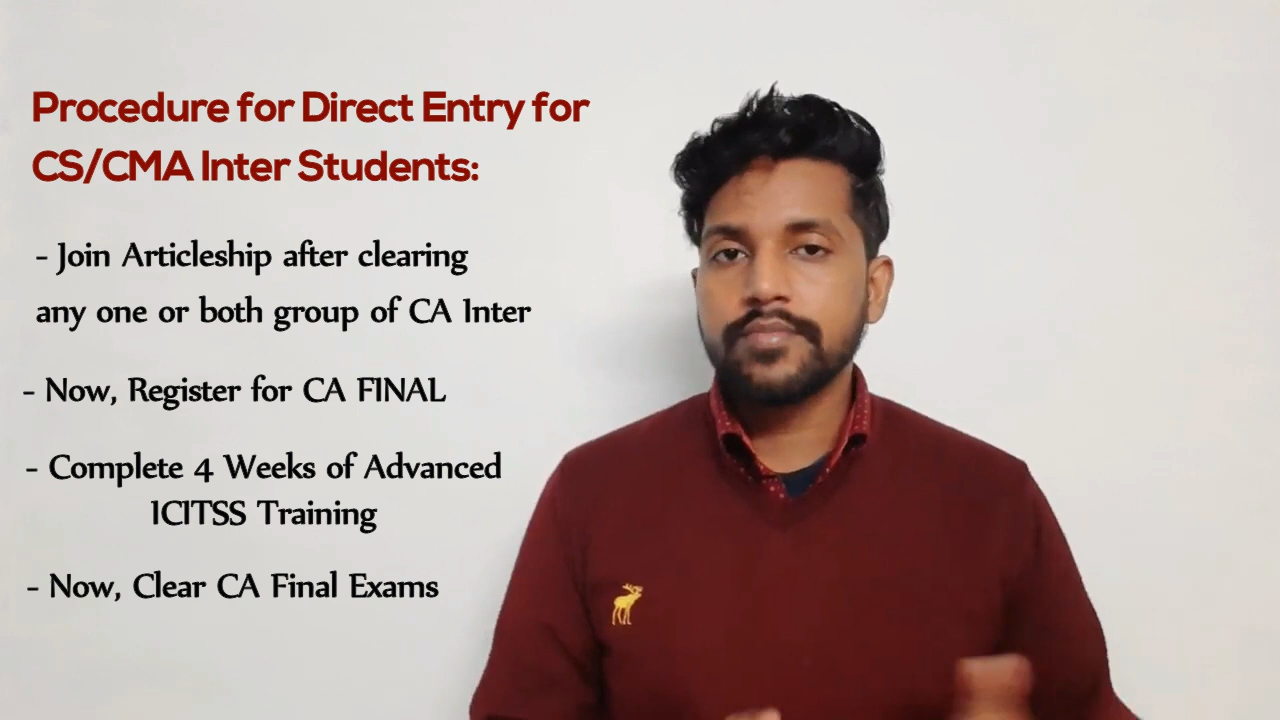 Procedure for Direct Entry for
CS/CMA Inter Students:
- Join Articleship after clearing
any one or both group of CA Inter
- Now, Register for CA FINAL
- Complete 4 Weeks of Advanced
ICITSS Training
- Now, Clear CA Final Exams